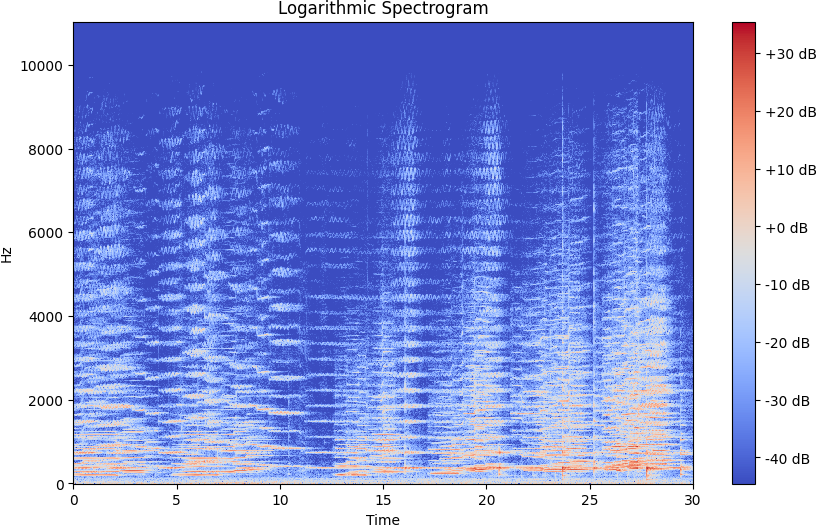 Logarithmic Spectrogram
10000
8000
6000
4000
2000
0
Hz
0 5 10 15 20 25 30
Time
+30 dB
+20 dB
+10 dB
+0 dB
-10 dB
-20 dB
-30 dB
-40 dB